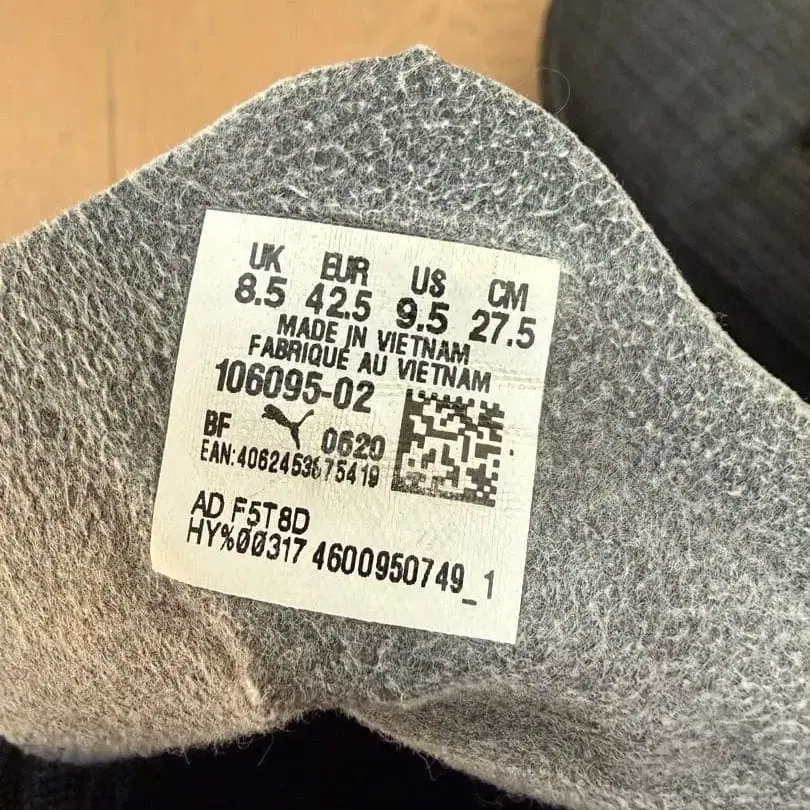 UK EUR US CM
8.5 42.5 9.5 27.5
MADE IN VIETNAM
FABRIQUÉ AU VIETNAM
106095-02
BF 0620
EAN:4062453675419
AD F5T8D
HY%00317 4600950749_1